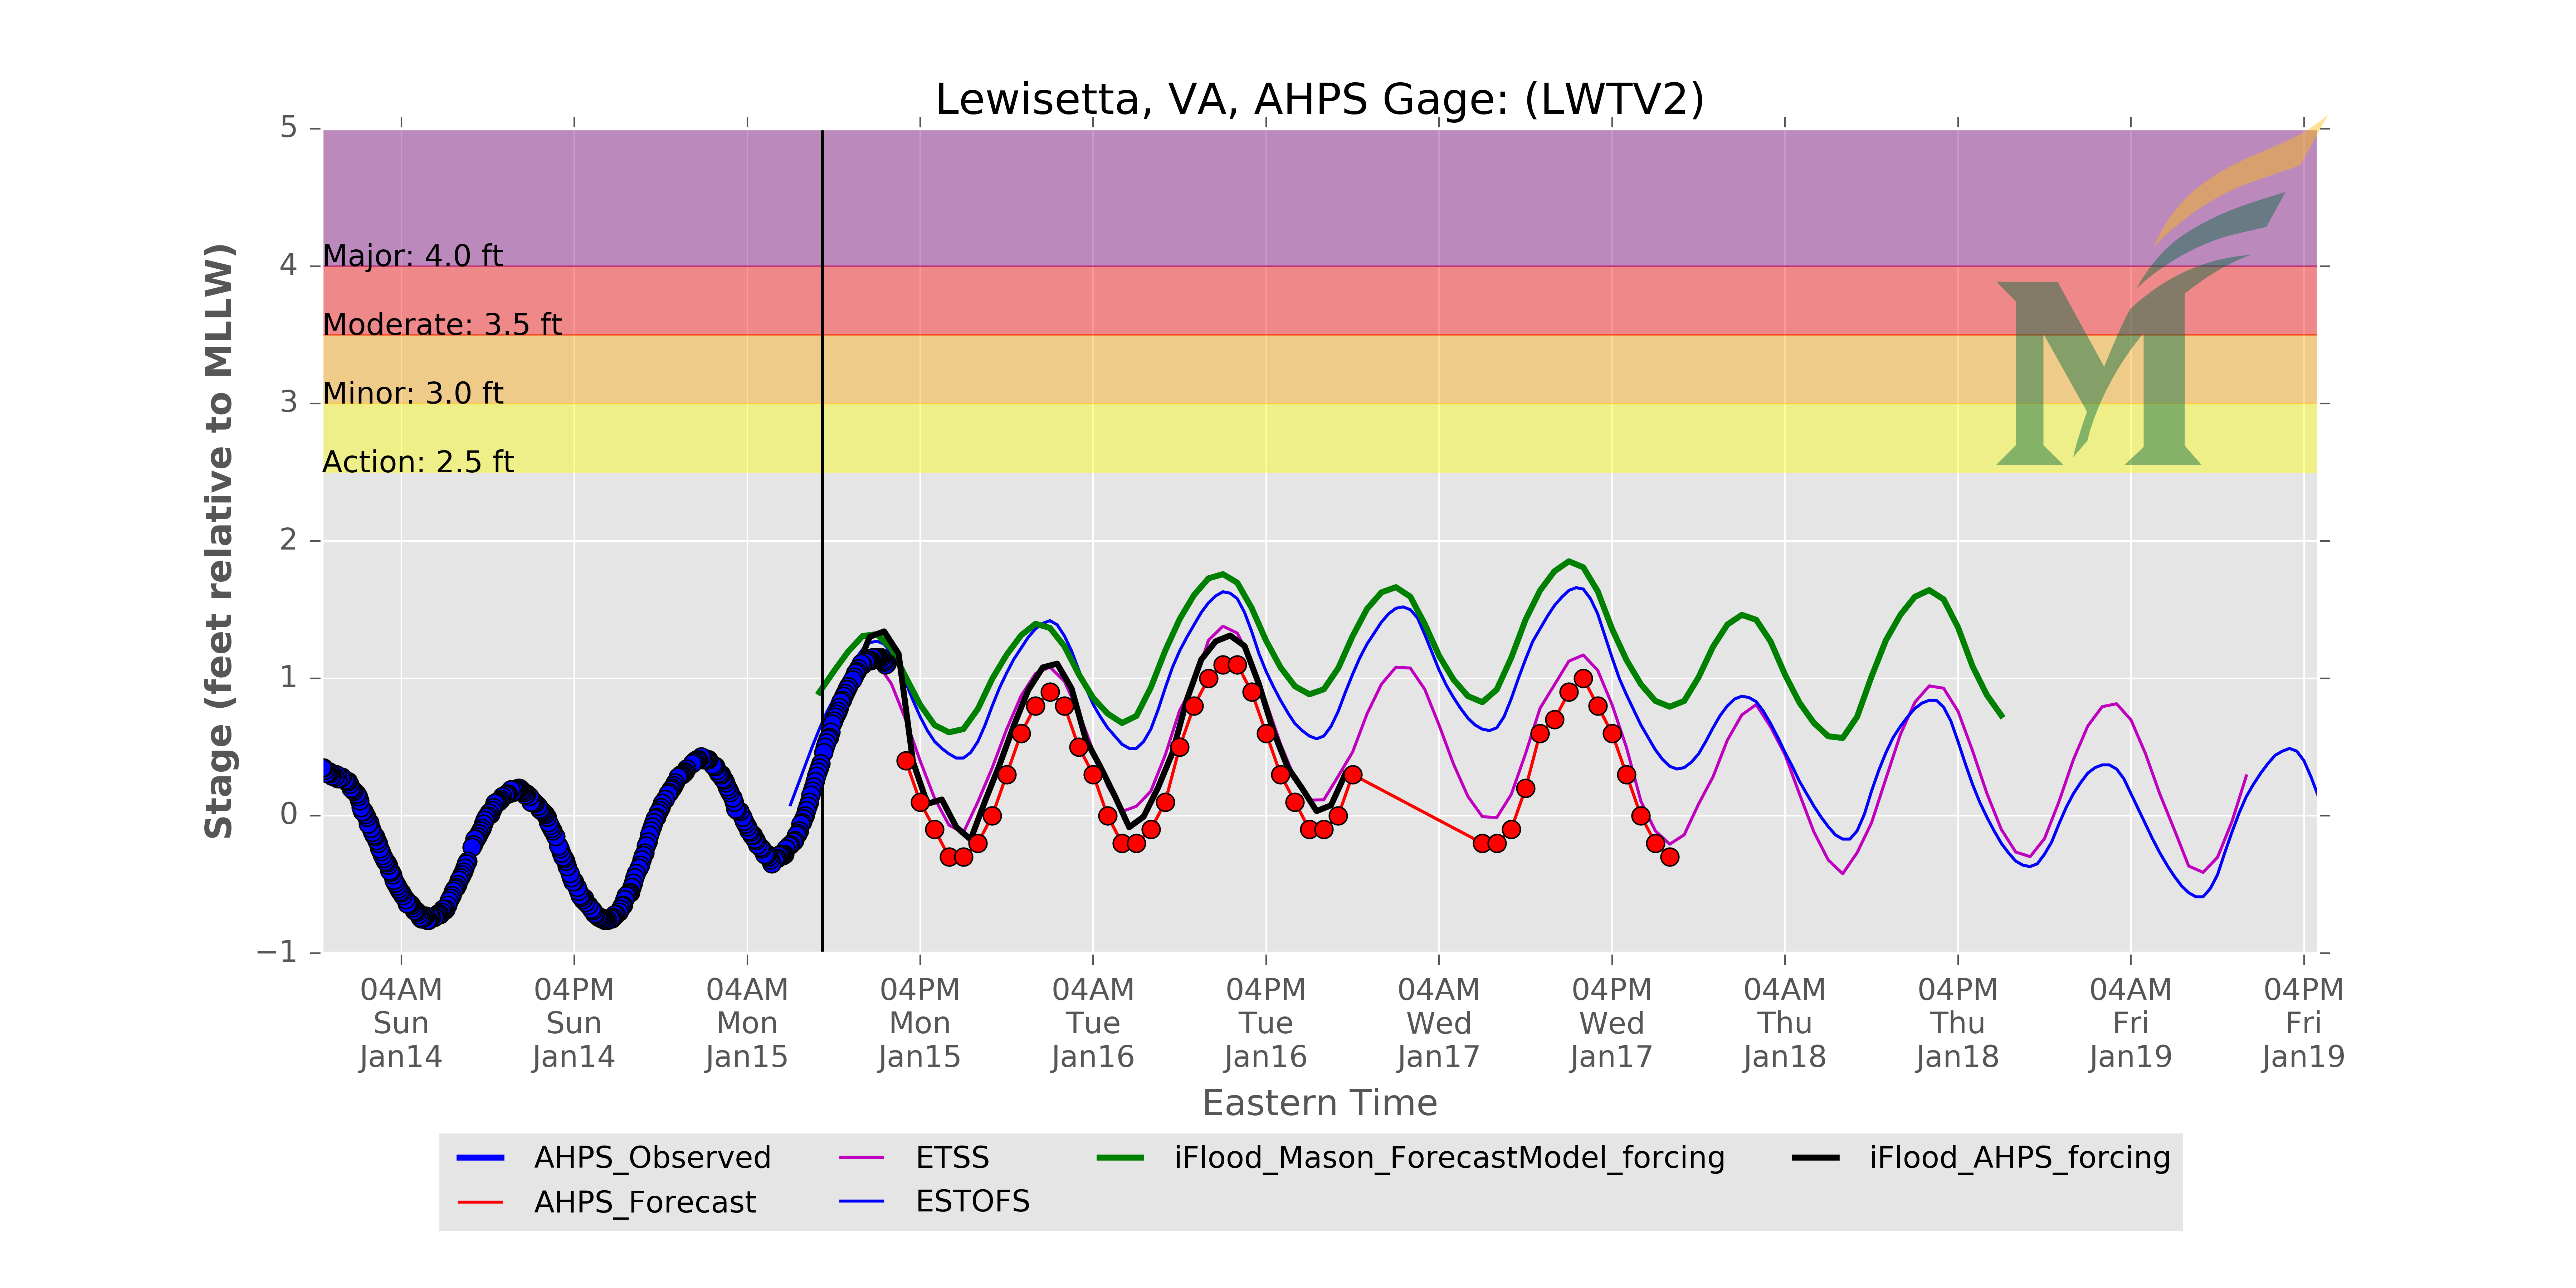 Lewisetta, VA, AHPS Gage: (LWTV2)
Stage (feet relative to MLLW)
5
4
3
2
1
0
−1
Major: 4.0 ft
Moderate: 3.5 ft
Minor: 3.0 ft
Action: 2.5 ft
04AM 04PM 04AM 04PM 04AM 04PM 04AM 04PM 04AM 04PM 04AM 04PM
Sun Sun Mon Mon Tue Tue Wed Wed Thu Thu Fri Fri
Jan14 Jan14 Jan15 Jan15 Jan16 Jan16 Jan17 Jan17 Jan18 Jan18 Jan19 Jan19
Eastern Time
AHPS_Observed ETSS iFlood_Mason_ForecastModel_forcing iFlood_AHPS_forcing
AHPS_Forecast ESTOFS